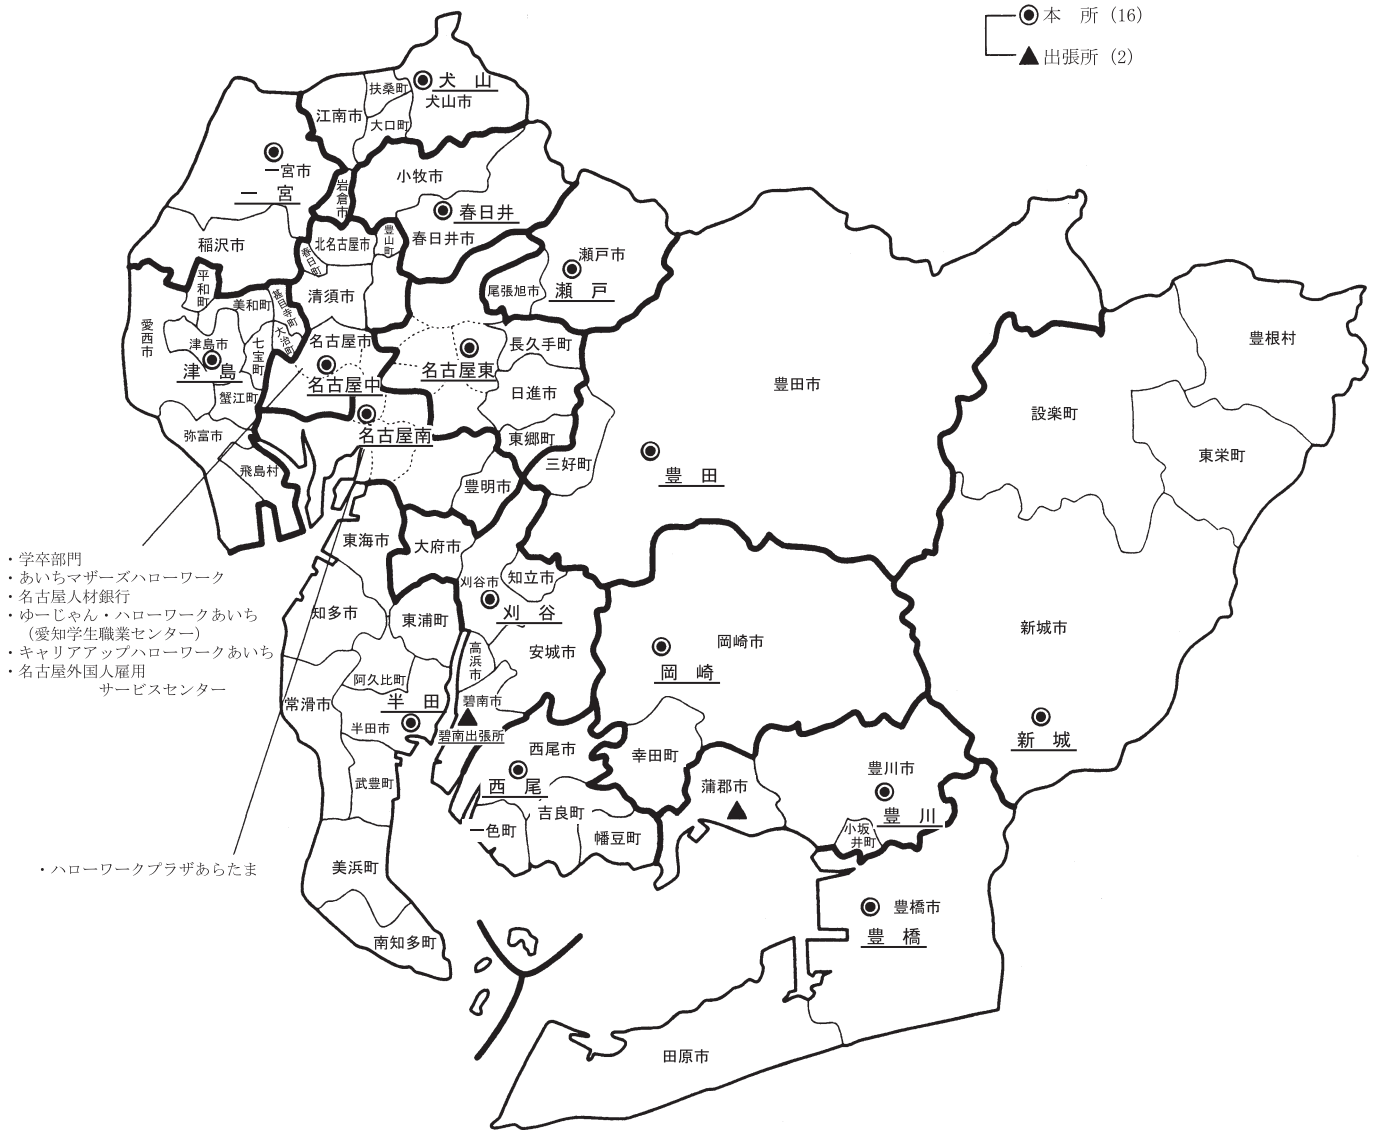 本　所（16）
出張所（2）
犬　山
扶桑町
犬山市
江南市
大口町
一宮市
一　宮
岩倉市
小牧市
春日井
春日井市
稲沢市
北名古屋市
豊山町
春日町
瀬戸市
瀬　戸
尾張旭市
平和町
美和町
甚目寺町
清須市
愛西市
津島市
津　島
七宝町
大治町
名古屋市
名古屋中
名古屋東
長久手町
日進市
蟹江町
名古屋南
東郷町
三好町
弥富市
飛島村
豊明市
豊田市
豊　田
設楽町
豊根村
東栄町
・学卒部門
・あいちマザーズハローワーク
・名古屋人材銀行
・ゆーじゃん・ハローワークあいち
（愛知学生職業センター）
・キャリアアップハローワークあいち
・名古屋外国人雇用
サービスセンター
東海市
大府市
知立市
刈谷市
刈　谷
知多市
東浦町
高浜市
安城市
岡崎市
岡　崎
新城市
新　城
阿久比町
半　田
半田市
常滑市
碧南市
碧南出張所
武豊町
西尾市
西　尾
幸田町
蒲郡市
豊川市
豊　川
小坂井町
一色町
吉良町
幡豆町
・ハローワークプラザあらたま
美浜町
南知多町
豊橋市
豊　橋
田原市